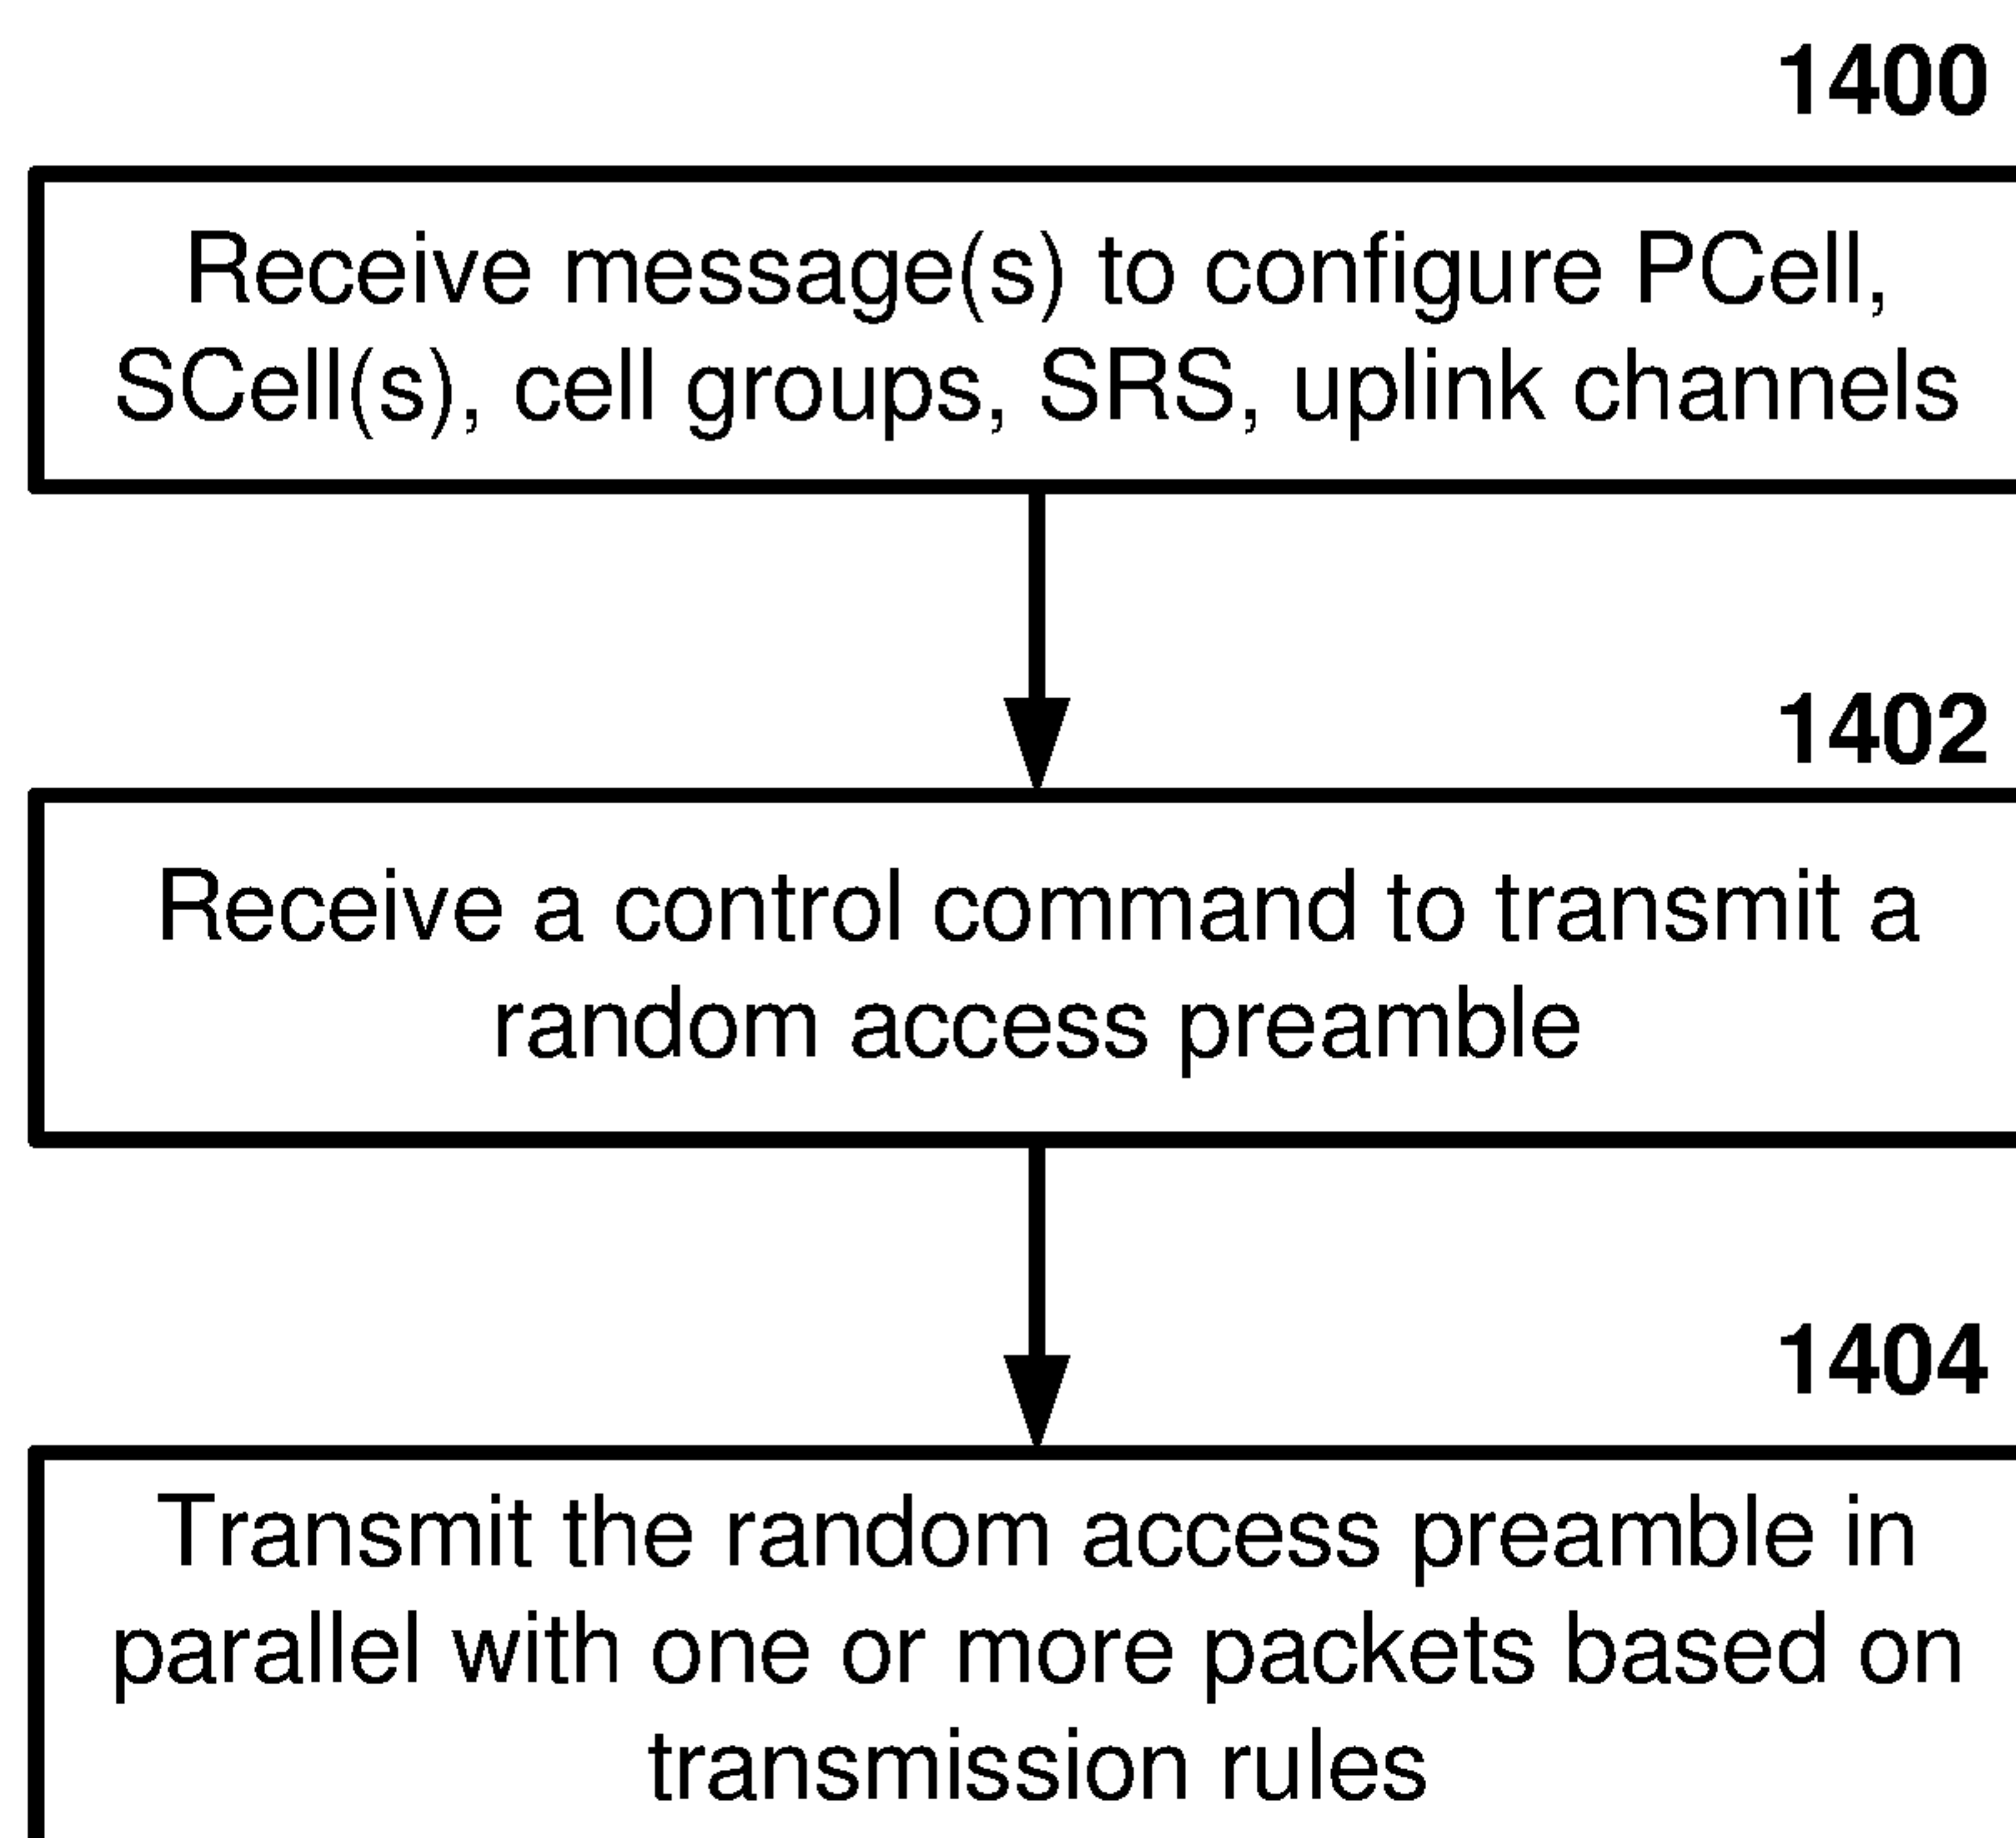 1400
Receive message(s) to configure PCell,
SCell(s), cell groups, SRS, uplink channels
1402
Receive a control command to transmit a
random access preamble
1404
Transmit the random access preamble in
parallel with one or more packets based on
transmission rules